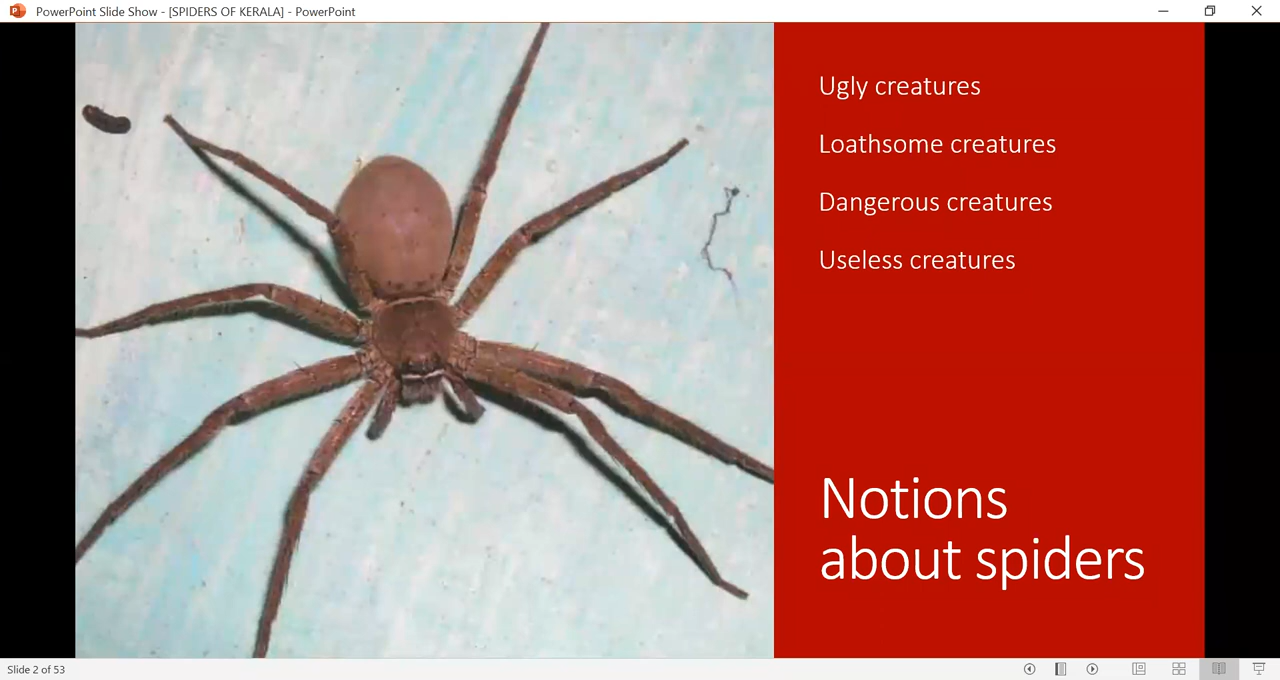 PowerPoint Slide Show - [SPIDERS OF KERALA] - PowerPoint
Ugly creatures
Loathsome creatures
Dangerous creatures
Useless creatures
Notions
about spiders
Slide 2 of 53